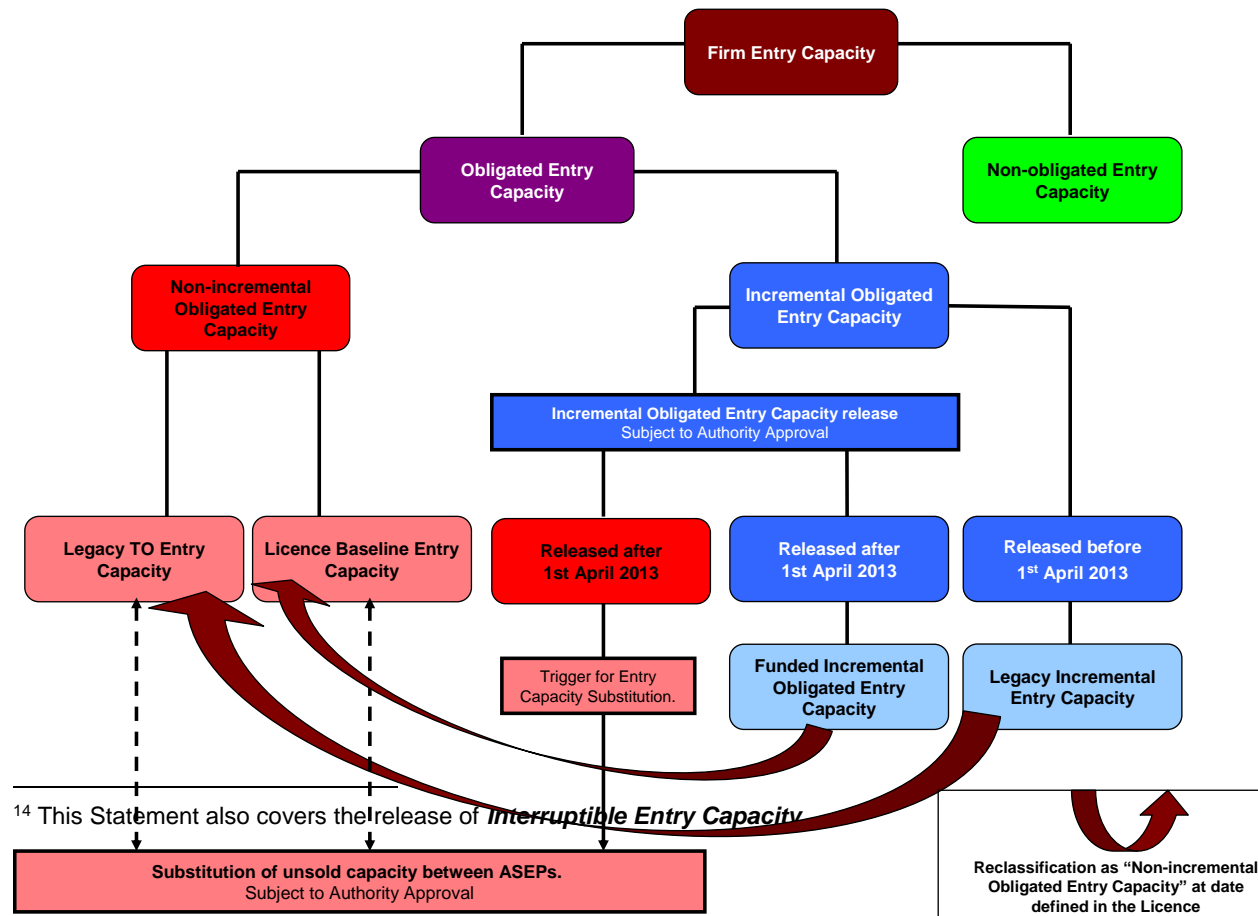 Firm Entry
Capacity
Obligated Entry
Capacity
Non-obligated Entry
Capacity
Non-incremental
Obligated Entry
Capacity
Incremental Obligated
Entry Capacity
Incremental Obligated Entry Capacity release
Subject to Authority Approval
Legacy TO Entry
Capacity
Licence Baseline Entry
Capacity
Released after
1st April 2013
Released after
1st April 2013
Released before
1st April 2013
Trigger for Entry
Capacity Substitution.
Funded Incremental
Obligated Entry
Capacity
Legacy Incremental
Entry Capacity
14 This Statement also covers the release of Interruptible Entry Capacity
Substitution of unsold capacity between ASEPs.
Subject to Authority Approval
Reclassification as “Non-incremental
Obligated Entry Capacity” at date
defined in the Licence